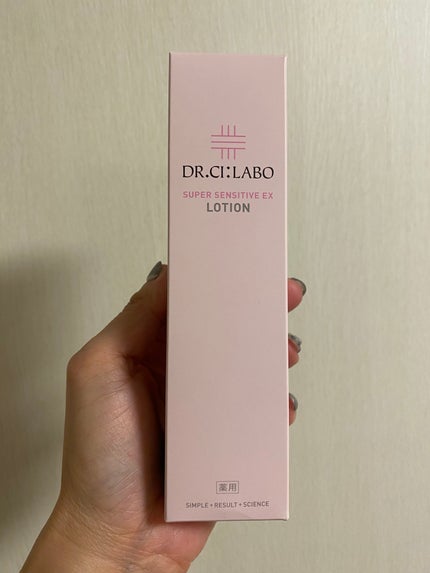 DR.CI:LABO
SUPER SENSITIVE EX
LOTION
薬用
SIMPLE+RESULT+SCIENCE